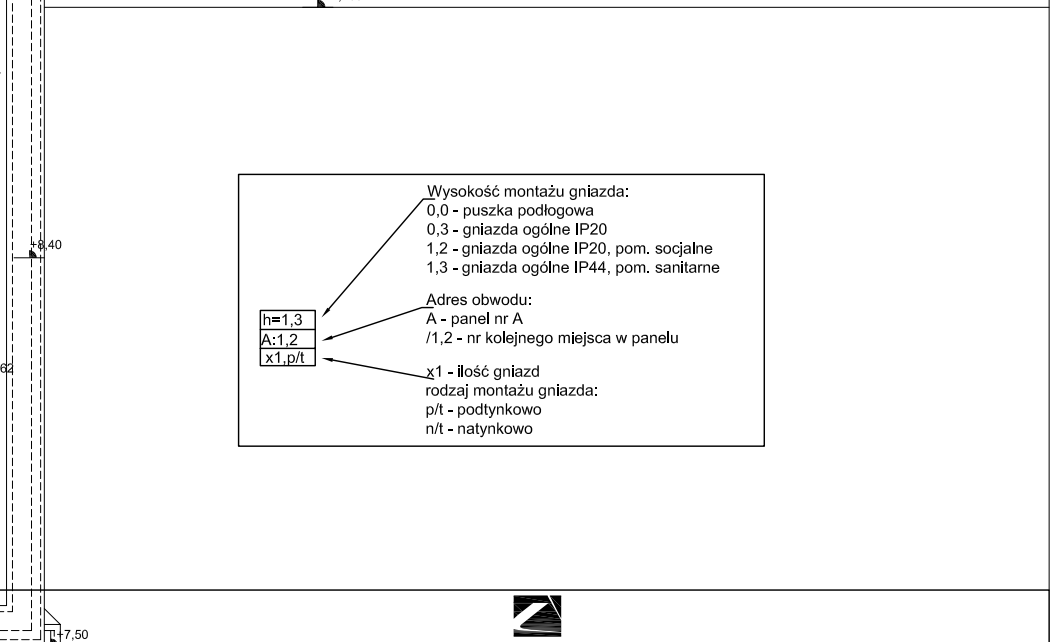 +8,40
62
Wysokość montażu gniazda:
0,0 - puszka podłogowa
0,3 - gniazda ogólne IP20
1,2 - gniazda ogólne IP20, pom. socjalne
1,3 - gniazda ogólne IP44, pom. sanitarne
Adres obwodu:
A - panel nr A
/1,2 - nr kolejnego miejsca w panelu
h=1,3
A:1,2
x1,p/t
x1 - ilość gniazd
rodzaj montażu gniazda:
p/t - podtynkowo
n/t - natynkowo
+7,50